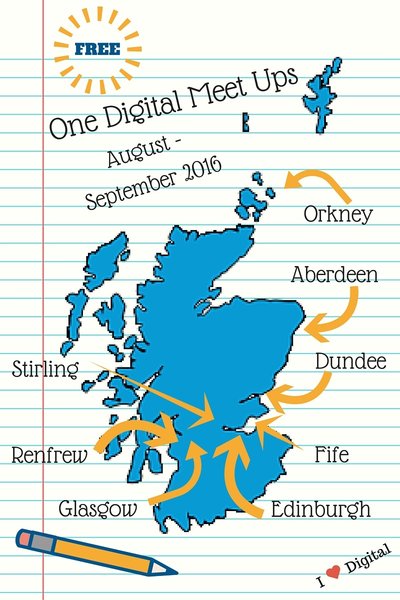 FREE
One Digital Meet Ups
August -
September 2016
Orkney
Aberdeen
Dundee
Stirling
Renfrew
Fife
Glasgow
Edinburgh
I ❤ Digital